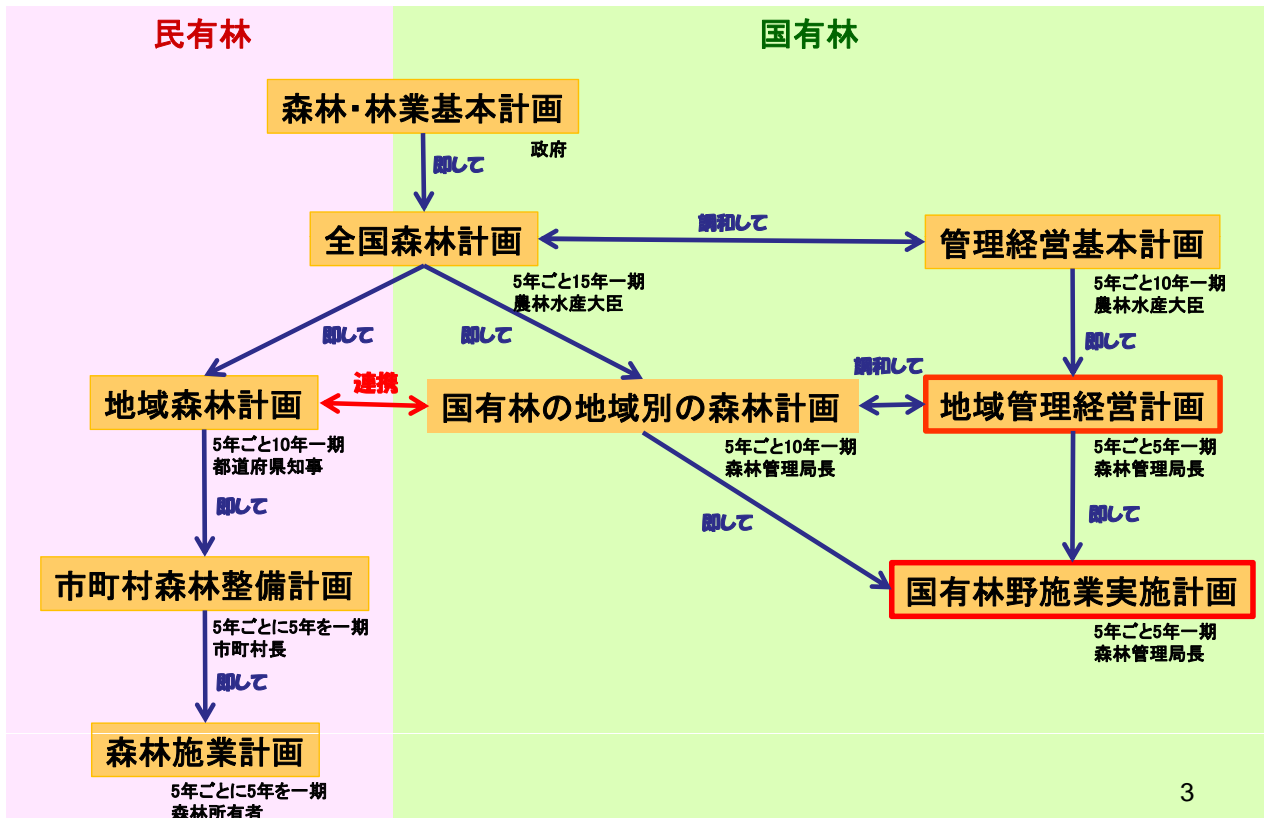 民有林
国有林
森林・林業基本計画
政府
即して
全国森林計画
調和して
管理経営基本計画
5年ごと15年一期
農林水産大臣
5年ごと10年一期
農林水産大臣
即して
即して
即して
調和して
地域森林計画
連携
国有林の地域別の森林計画
地域管理経営計画
5年ごと10年一期
都道府県知事
5年ごと10年一期
森林管理局長
5年ごと5年一期
森林管理局長
即して
即して
即して
市町村森林整備計画
国有林野施業実施計画
5年ごとに5年を一期
市町村長
5年ごと5年一期
森林管理局長
即して
森林施業計画
5年ごとに5年を一期
森林所有者
3